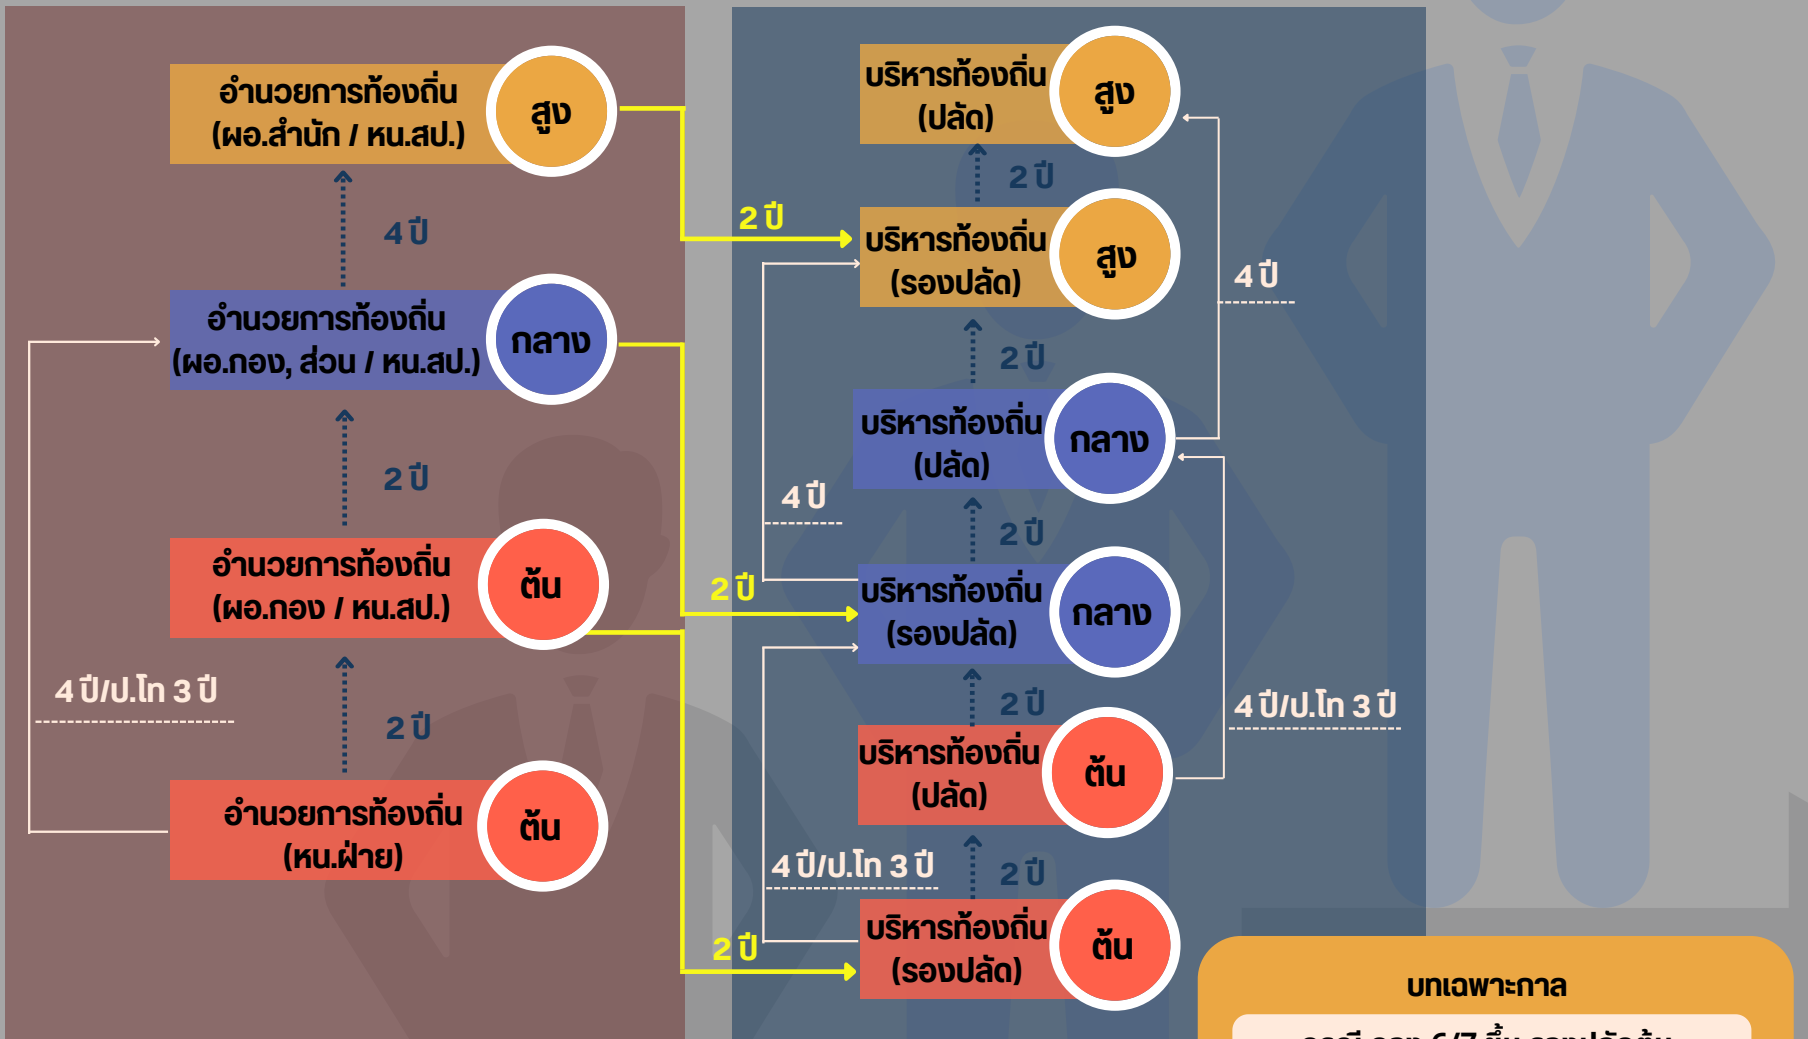 อำนวยการท้องถิ่น
(ผอ.สำนัก / หน.สป.)
สูง
4 ปี
อำนวยการท้องถิ่น
(ผอ.กอง, ส่วน / หน.สป.)
กลาง
2 ปี
อำนวยการท้องถิ่น
(ผอ.กอง / หน.สป.)
ต้น
4 ปี/ป.โท 3 ปี
2 ปี
อำนวยการท้องถิ่น
(หน.ฝ่าย)
ต้น
2 ปี
2 ปี
2 ปี
บริหารท้องถิ่น
(ปลัด)
สูง
2 ปี
บริหารท้องถิ่น
(รองปลัด)
สูง
4 ปี
2 ปี
บริหารท้องถิ่น
(ปลัด)
กลาง
4 ปี
2 ปี
บริหารท้องถิ่น
(รองปลัด)
กลาง
2 ปี
4 ปี/ป.โท 3 ปี
บริหารท้องถิ่น
(ปลัด)
ต้น
4 ปี/ป.โท 3 ปี
2 ปี
บริหารท้องถิ่น
(รองปลัด)
ต้น
บทเฉพาะกาล
6/7 ขึ้น รองปลัดต้น